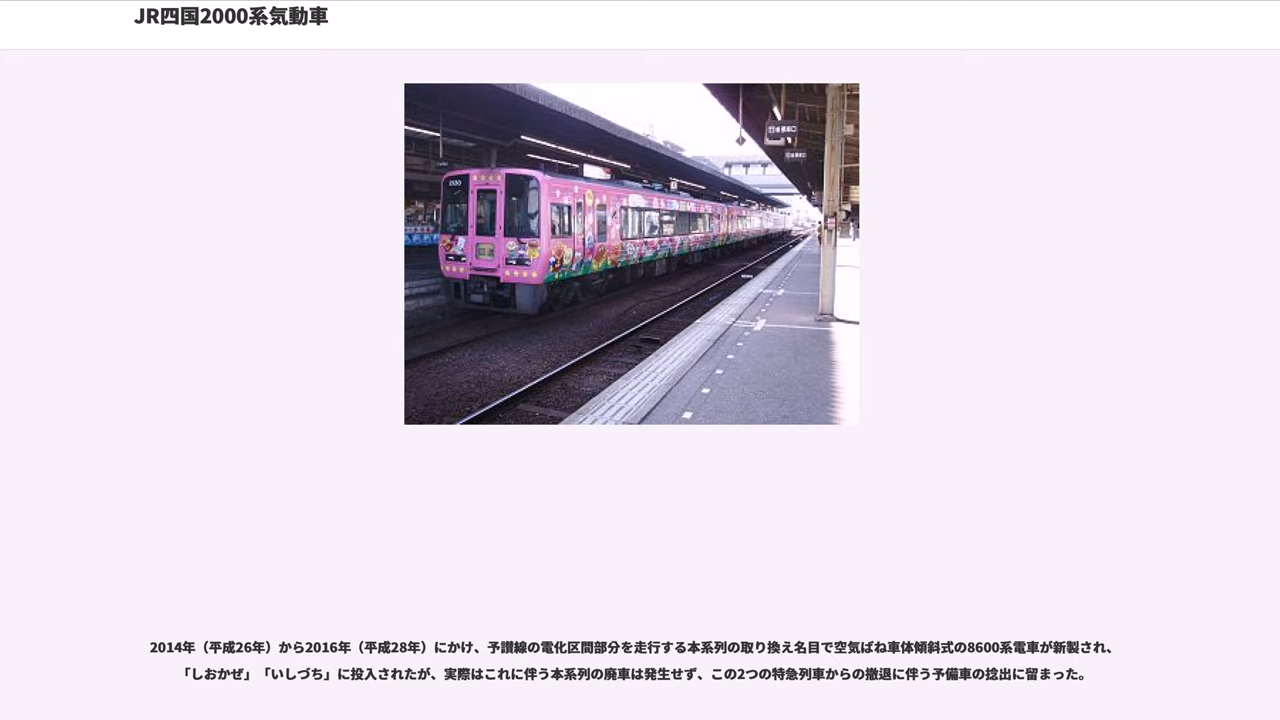 JR四国2000系気動車
2130
2014年（平成26年）から2016年（平成28年）にかけ、予讃線の電化区間部分を走行する本系列の取り換え名目で空気ばね車体傾斜式の8600系電車が新製され、
「しおかぜ」「いしづち」に投入されたが、実際はこれに伴う本系列の廃車は発生せず、この2つの特急列車からの撤退に伴う予備車の捻出に留まった。